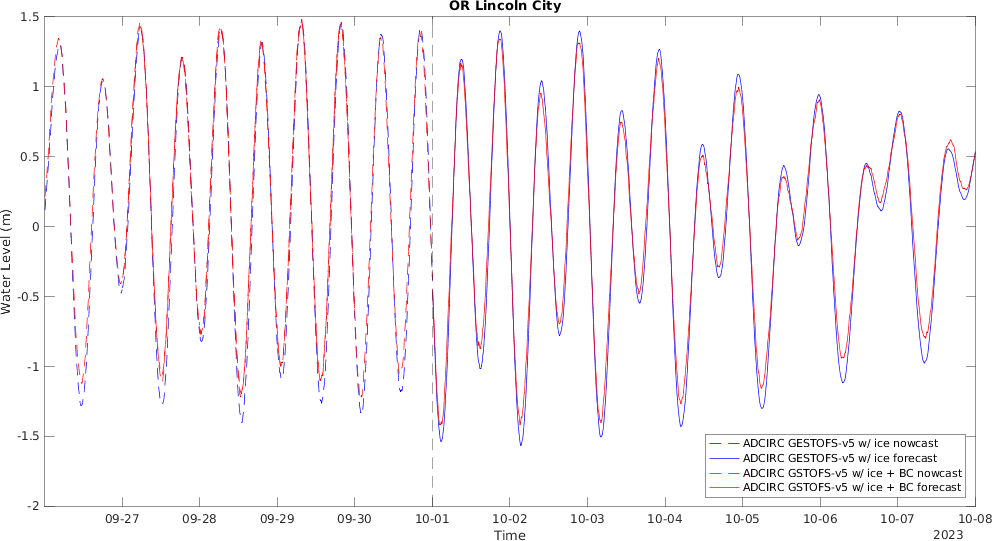 OR Lincoln City
1.5
1
0.5
0
-0.5
-1
-1.5
-2
Water Level (m)
09-27 09-28 09-29 09-30 10-01 10-02 10-03 10-04 10-05 10-06 10-07 10-08
Time
2023
ADCIRC GESTOFS-v5 w/ ice nowcast
ADCIRC GESTOFS-v5 w/ ice forecast
ADCIRC GSTOFS-v5 w/ ice + BC nowcast
ADCIRC GSTOFS-v5 w/ ice + BC forecast